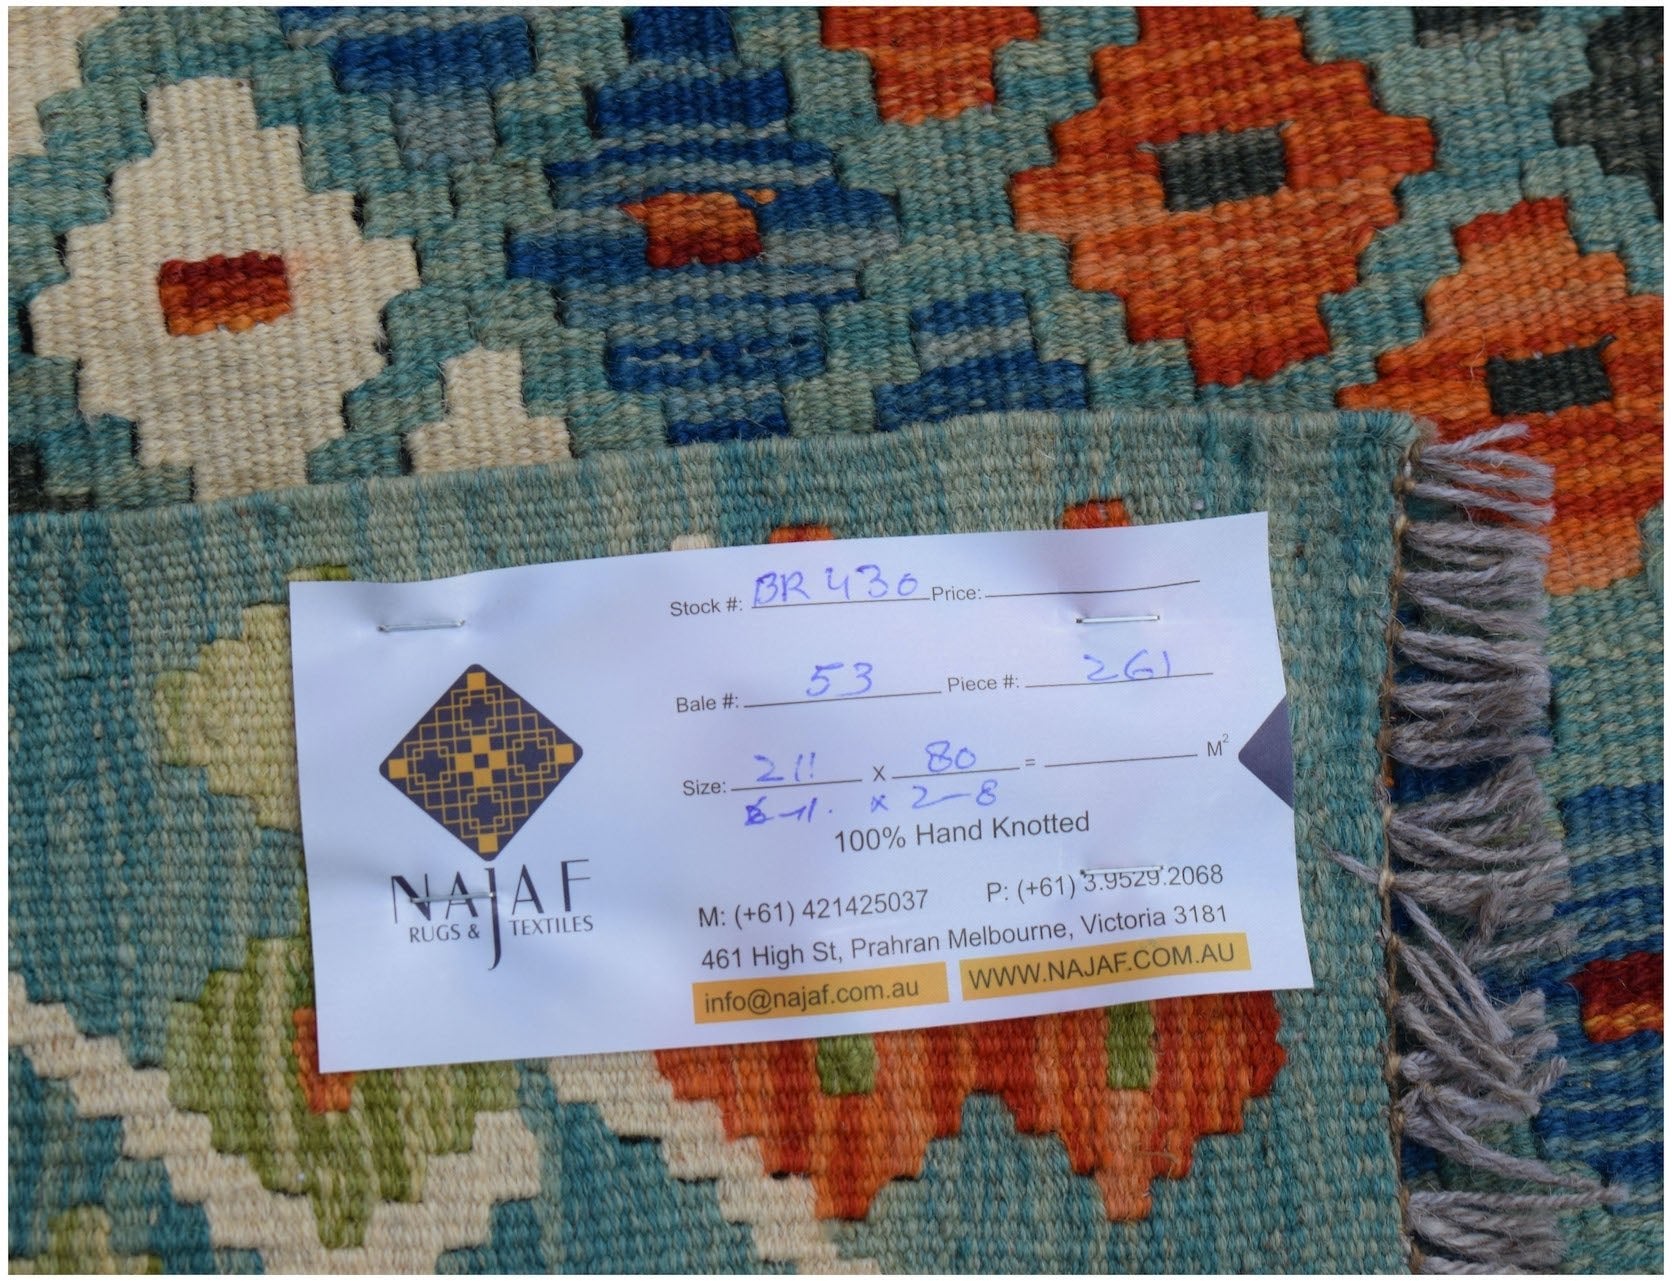 Stock #: BR 430 Price:
Bale #: 53 Piece #: 261
Size: 211 x 80 = M²
6-11. x 2-8
100% Hand Knotted
NAJAF
RUGS & TEXTILES
M: (+61) 421425037 P: (+61) 3.9529.2068
461 High St, Prahran Melbourne, Victoria 3181
info@najaf.com.au WWW.NAJAF.COM.AU